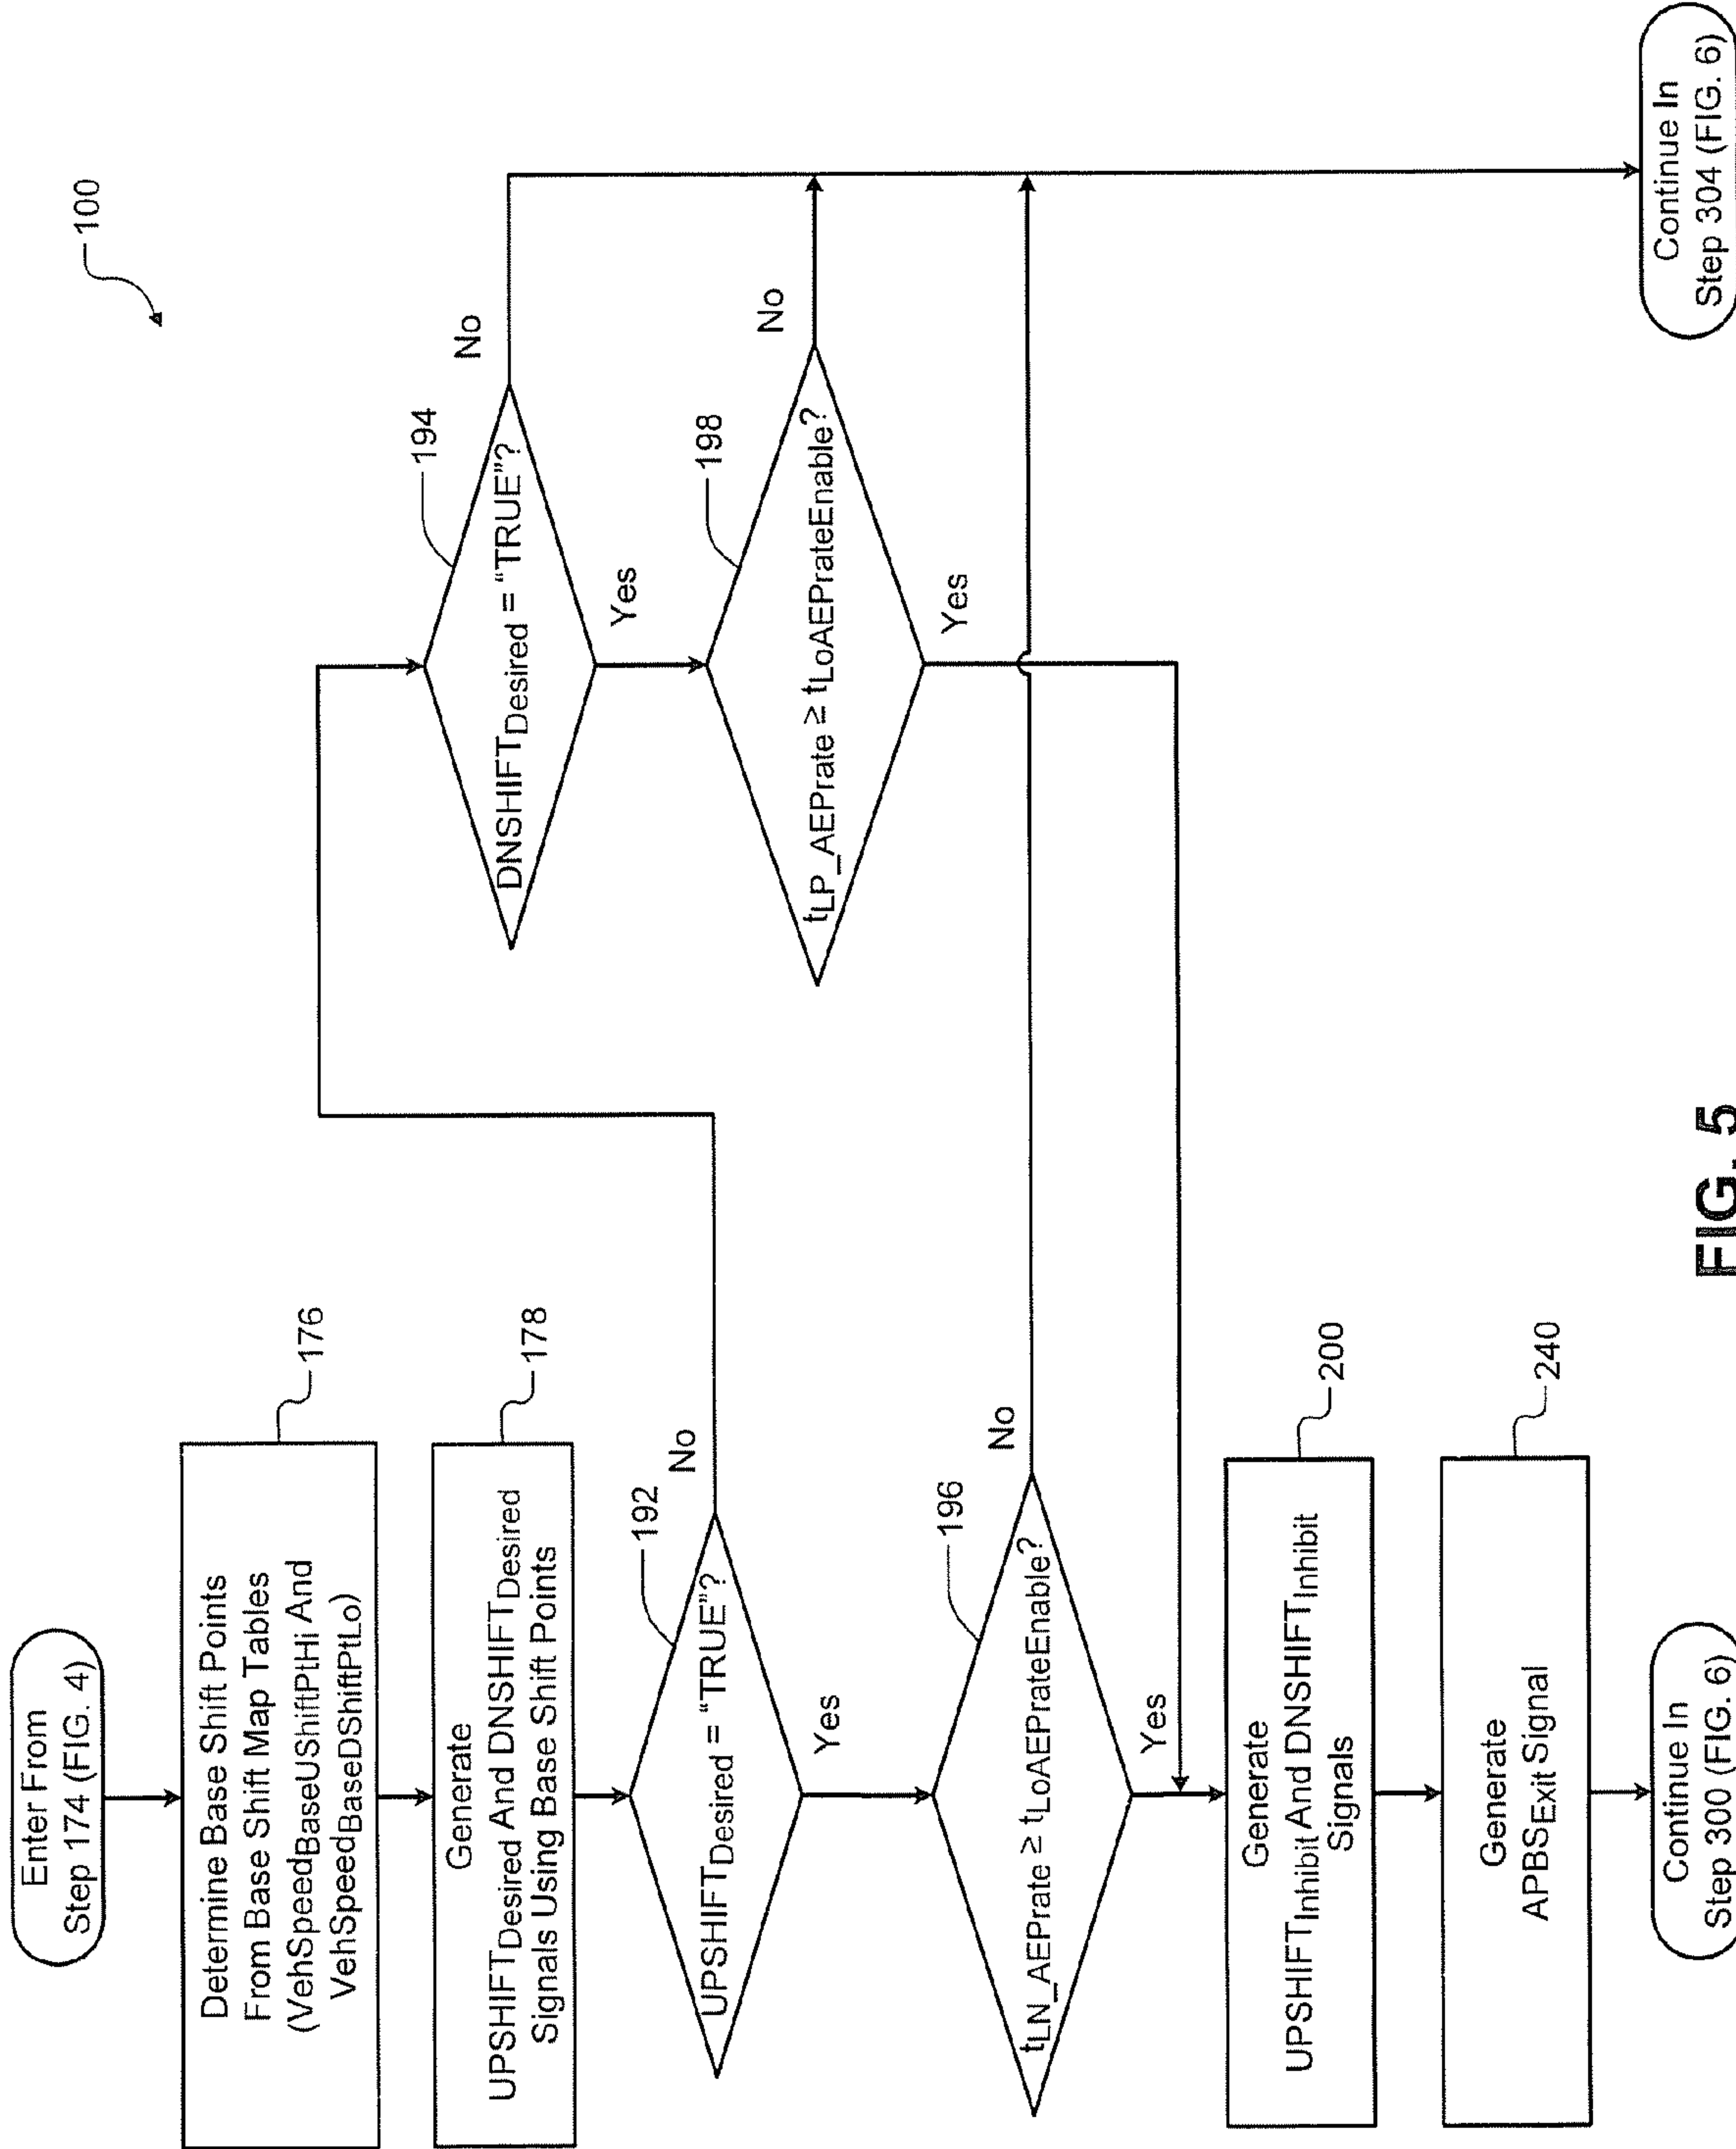 100
Enter From
Step 174 (FIG. 4)
Determine Base Shift Points
From Base Shift Map Tables
(VehSpeedBaseUShiftPtHi And
VehSpeedBaseDShiftPtLo)
176
Generate
UPSHIFTDesired And DNSHIFTDesired
Signals Using Base Shift Points
178
UPSHIFTDesired = “TRUE”?
192
No
Yes
DNSHIFTDesired = “TRUE”?
194
No
Yes
tLP_AEPrate ≥ tLoAEPrateEnable?
198
No
Yes
tLN_AEPrate ≥ tLoAEPrateEnable?
196
No
Yes
Generate
UPSHIFTInhibit And DNSHIFTInhibit
Signals
200
Generate
APBSExit Signal
240
Continue In
Step 300 (FIG. 6)
Continue In
Step 304 (FIG. 6)
FIG. 5